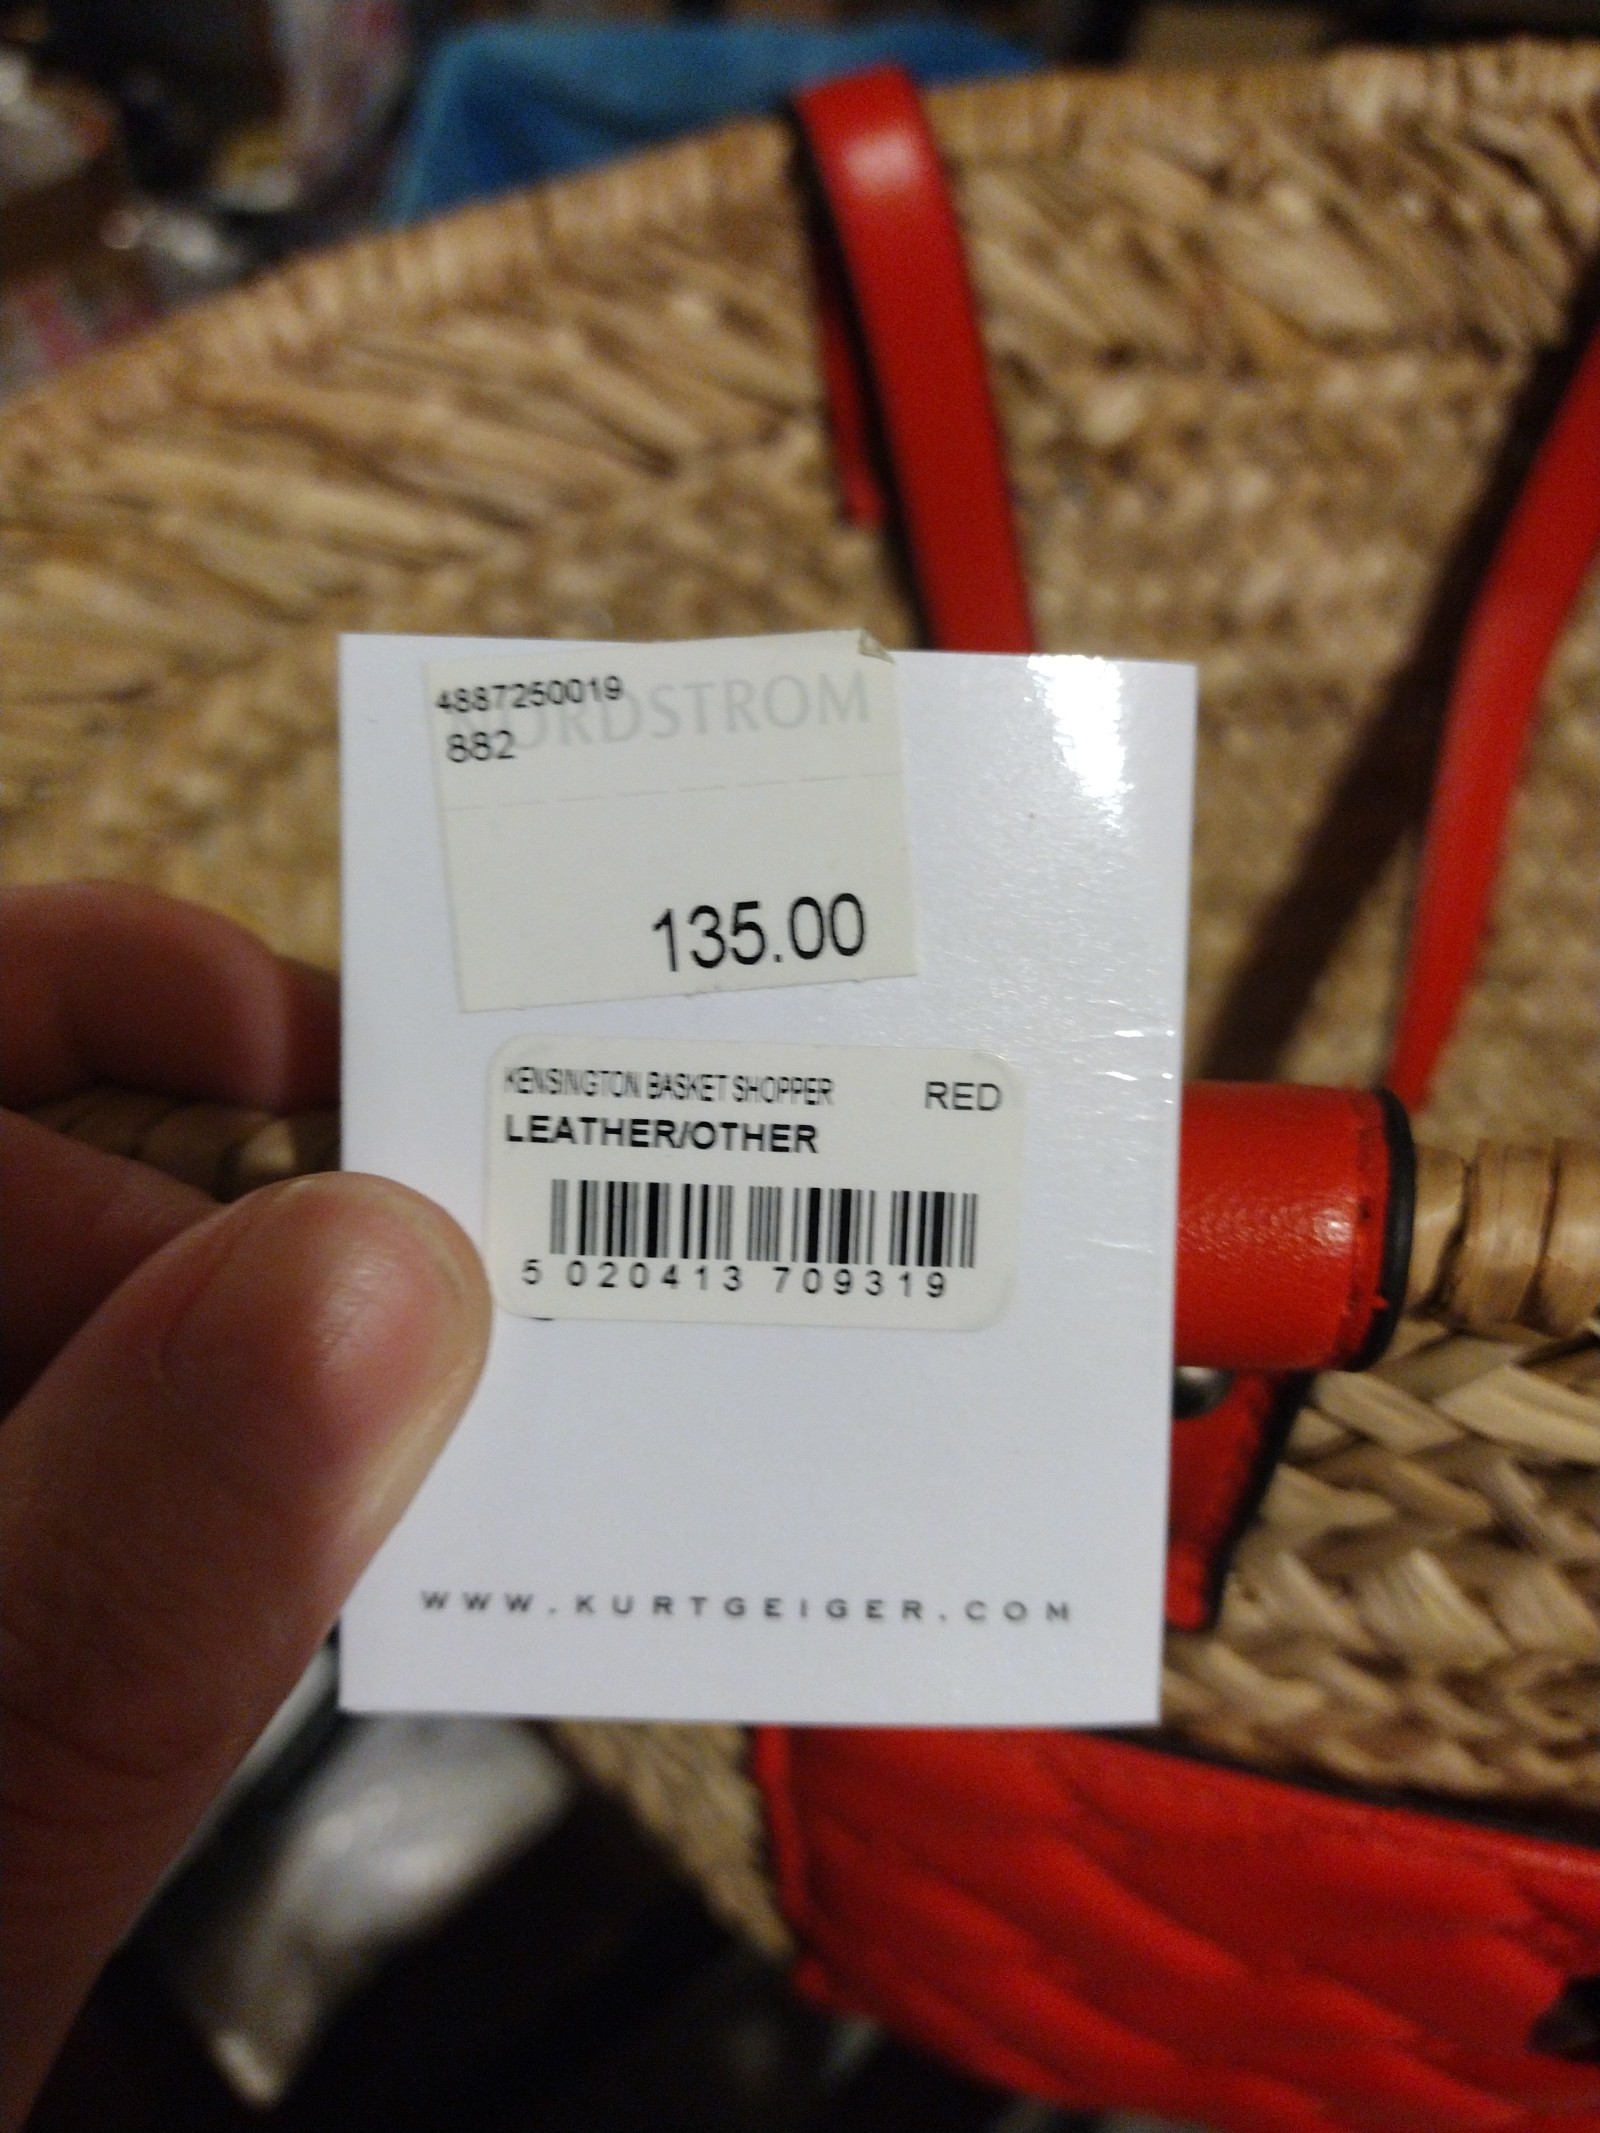 4887250019
NORDSTROM
882
135.00
KENSINGTON BASKET SHOPPER RED
LEATHER/OTHER
5 020413 709319
WWW.KURTGEIGER.COM